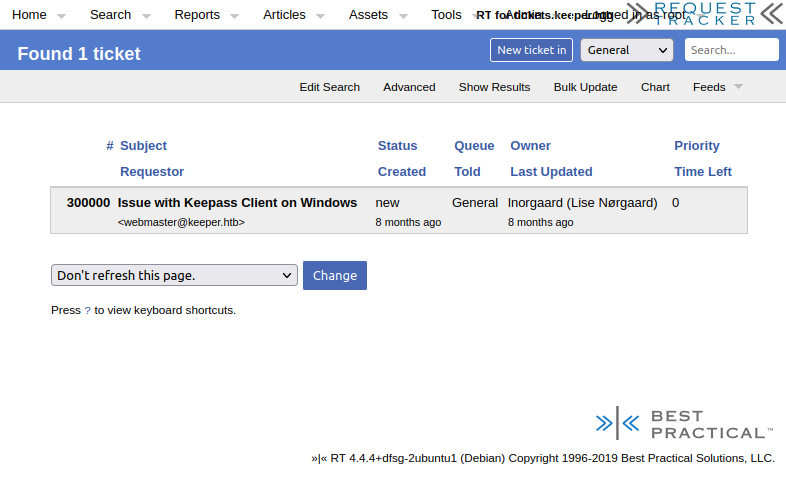 Home Search Reports Articles Assets Tools Admin RT for tickets.keeper.htb Logged in as root
REQUEST
TRACKER
Found 1 ticket
New ticket in General Search...
Edit Search Advanced Show Results Bulk Update Chart Feeds
# Subject Status Queue Owner Priority
Requestor Created Told Last Updated Time Left
300000 Issue with Keepass Client on Windows new General lnorgaard (Lise Nørgaard) 0
<webmaster@keeper.htb> 8 months ago 8 months ago
Don't refresh this page. Change
Press ? to view keyboard shortcuts.
BEST
PRACTICAL™
»|« RT 4.4.4+dfsg-2ubuntu1 (Debian) Copyright 1996-2019 Best Practical Solutions, LLC.